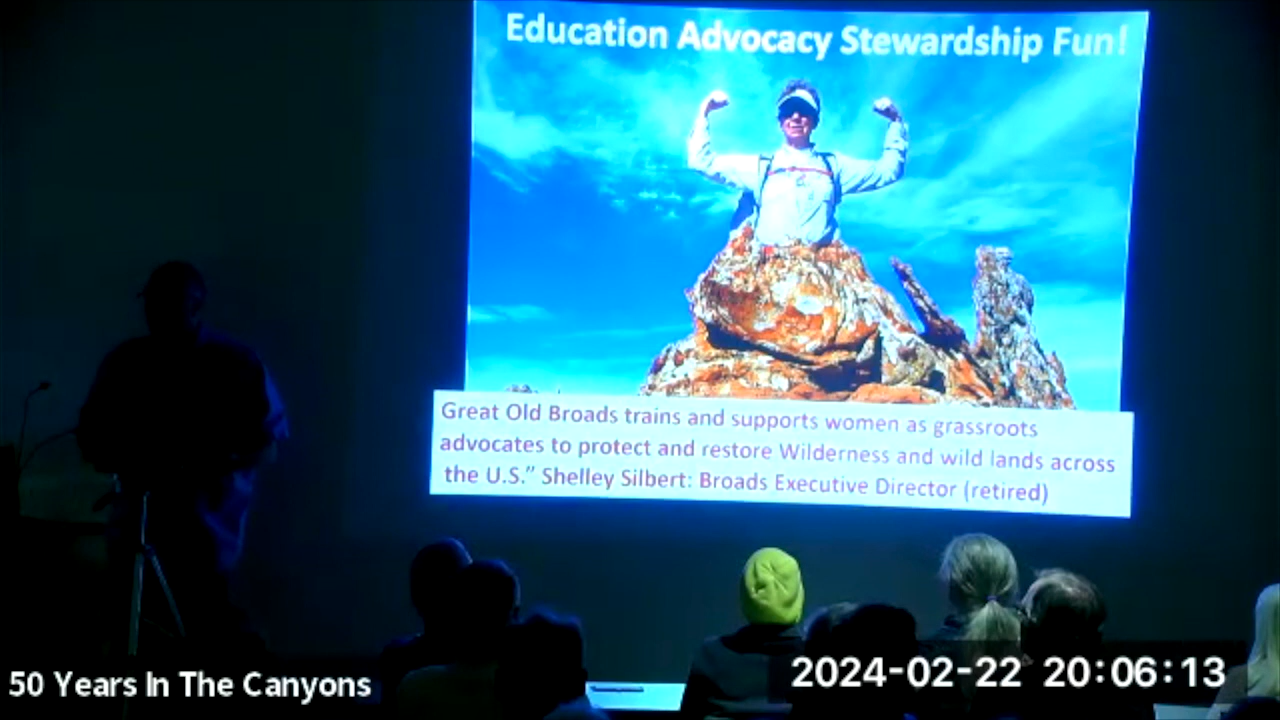 Education Advocacy Stewardship Fun!
Great Old Broads trains and supports women as grassroots
advocates to protect and restore Wilderness and wild lands across
the U.S.” Shelley Silbert: Broads Executive Director (retired)
50 Years In The Canyons
2024-02-22 20:06:13